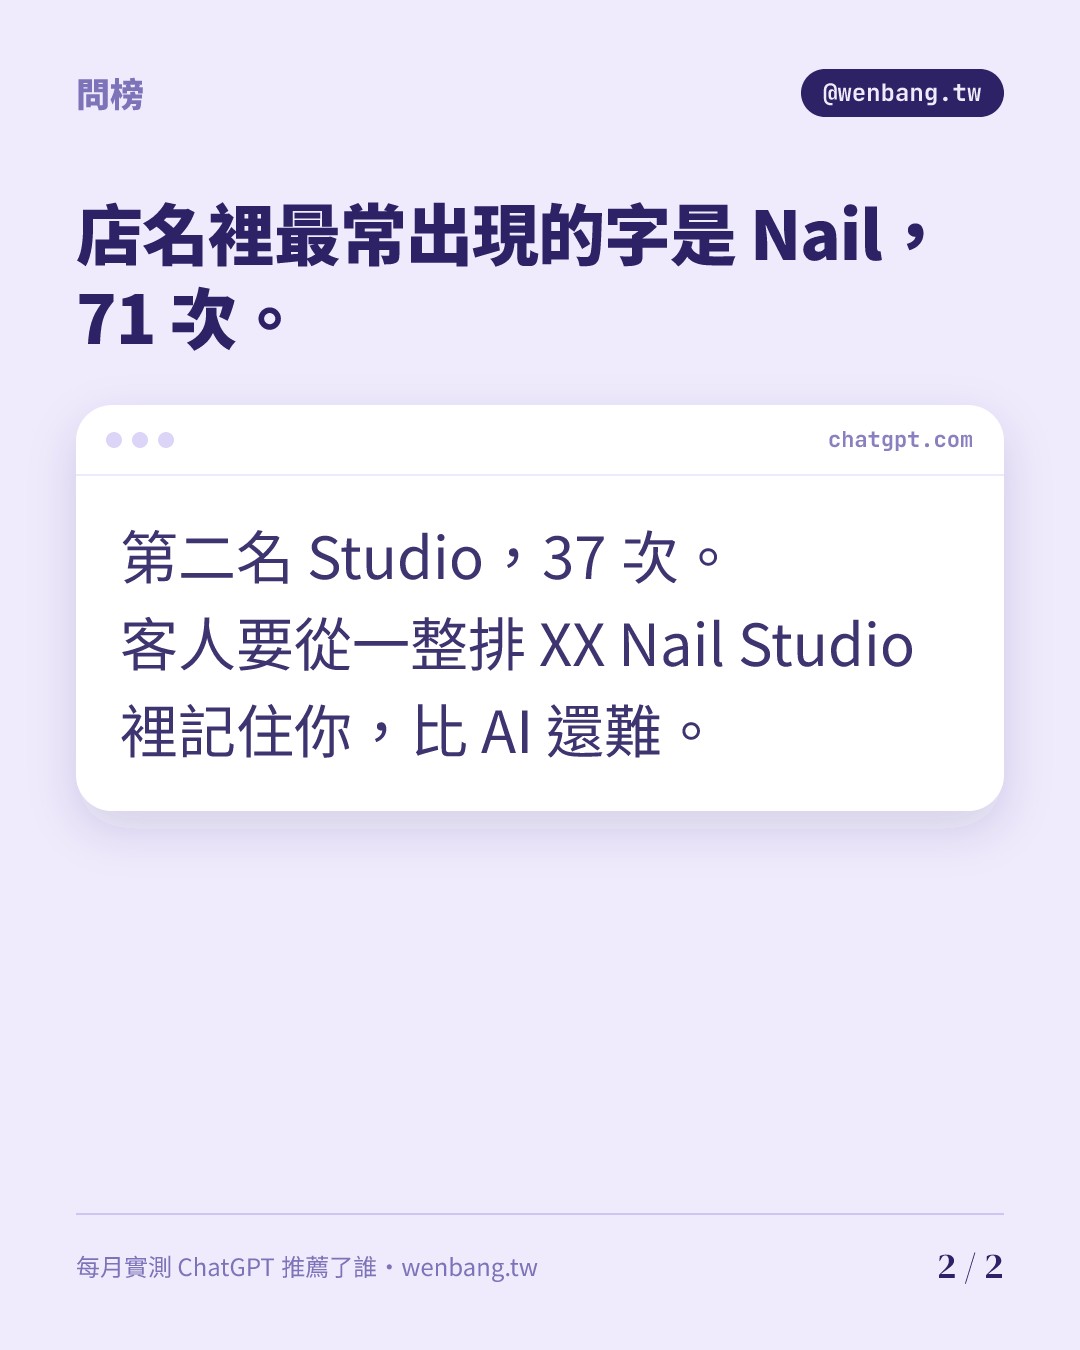 問榜
@wenbang.tw
店名裡最常出現的字是 Nail，
71 次。
chatgpt.com
第二名 Studio，37 次。
客人要從一整排 XX Nail Studio
裡記住你，比 AI 還難。
每月實測 ChatGPT 推薦了誰・wenbang.tw
2 / 2